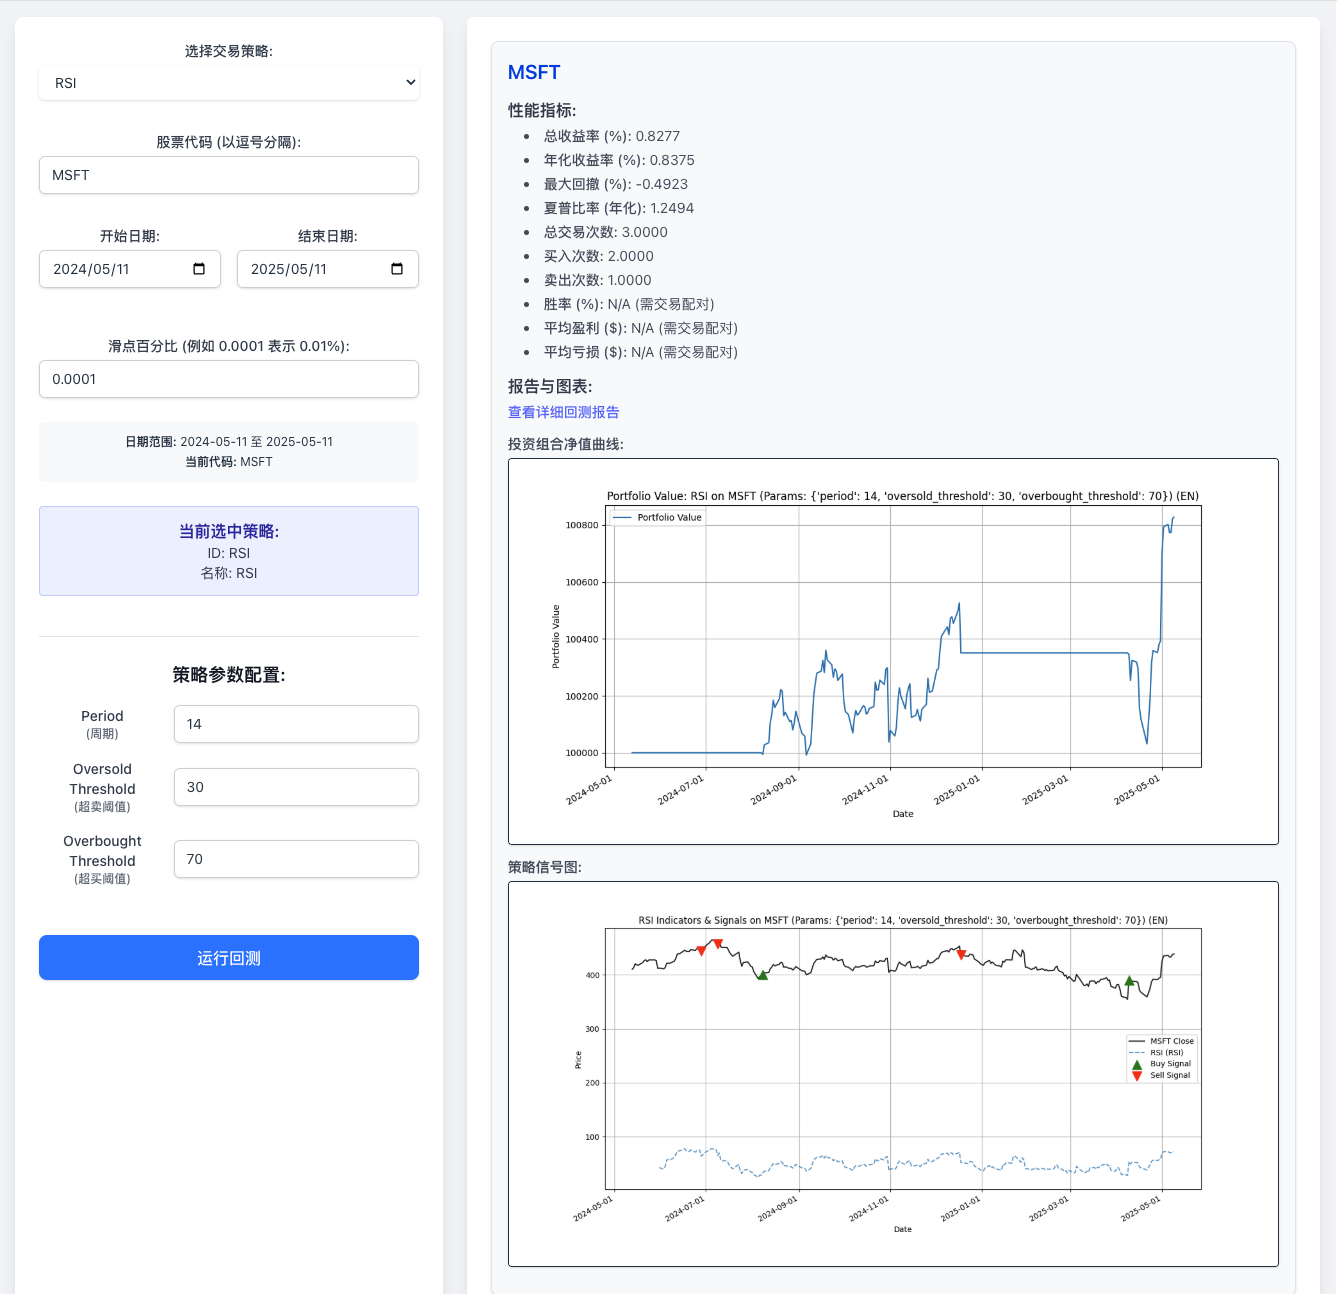 选择交易策略:
RSI
股票代码 (以逗号分隔):
MSFT
开始日期:
结束日期:
2024/05/11
2025/05/11
滑点百分比 (例如 0.0001 表示 0.01%):
0.0001
日期范围: 2024-05-11 至 2025-05-11
当前代码: MSFT
当前选中策略:
ID: RSI
名称: RSI
策略参数配置:
Period
(周期)
14
Oversold
Threshold
(超卖阈值)
30
Overbought
Threshold
(超买阈值)
70
运行回测
MSFT
性能指标:
总收益率 (%): 0.8277
年化收益率 (%): 0.8375
最大回撤 (%): -0.4923
夏普比率 (年化): 1.2494
总交易次数: 3.0000
买入次数: 2.0000
卖出次数: 1.0000
胜率 (%): N/A (需交易配对)
平均盈利 ($): N/A (需交易配对)
平均亏损 ($): N/A (需交易配对)
报告与图表:
查看详细回测报告
投资组合净值曲线:
Portfolio Value: RSI on MSFT (Params: {'period': 14, 'oversold_threshold': 30, 'overbought_threshold': 70}) (EN)
Portfolio Value
100800
100600
100400
100200
100000
Portfolio Value
2024-05-01
2024-07-01
2024-09-01
2024-11-01
2025-01-01
2025-03-01
2025-05-01
Date
策略信号图:
RSI Indicators & Signals on MSFT (Params: {'period': 14, 'oversold_threshold': 30, 'overbought_threshold': 70}) (EN)
400
300
200
100
Price
MSFT Close
RSI (RSI)
Buy Signal
Sell Signal
2024-05-01
2024-07-01
2024-09-01
2024-11-01
2025-01-01
2025-03-01
2025-05-01
Date